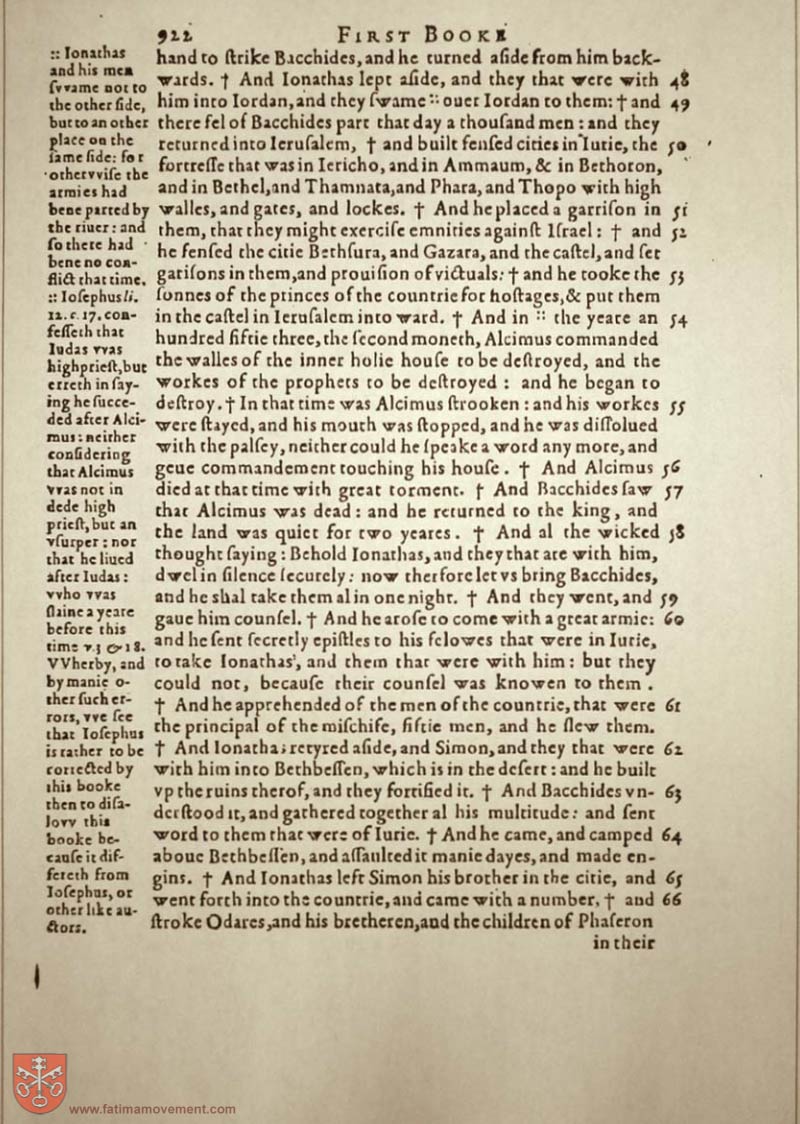 922 FIRST BOOKE
:: Ionathas
and his men
ſvvame not to
the other ſide,
but to an other
place on the
ſame ſide: for
othervviſe the
armies had
bene parted by
the riuer: and
ſo there had
bene no con-
flict that time.
:: Ioſephus li.
12. c. 17. con-
feſſeth that
Iudas vvas
highprieſt, but
erreth in ſay-
ing he ſucce-
ded after Alci-
mus: neither
conſidering
that Alcimus
vvas not in
dede high
prieſt, but an
vſurper: nor
that he liued
after Iudas:
vvho vvas
ſlaine a yeare
before this
time v. 3 & 18.
VVherby, and
by manie o-
ther ſuch er-
rors, vve ſee
that Ioſephus
is rather to be
corrected by
this booke
then to diſa-
lovv this
booke be-
cauſe it dif-
fereth from
Ioſephus, or
other like au-
ctors.
hand to ſtrike Bacchides, and he turned aſide from him back-
wards. † And Ionathas lept aſide, and they that were with 48
him into Iordan, and they ſwame :: ouer Iordan to them: † and 49
there fel of Bacchides part that day a thouſand men: and they
returned into Ieruſalem, † and built fenſed cities in Iurie, the 50
fortreſſe that was in Iericho, and in Ammaum, & in Bethoron,
and in Bethel, and Thamnata, and Phara, and Thopo with high
walles, and gates, and lockes. † And he placed a garriſon in 51
them, that they might exerciſe emnities againſt Iſrael: † and 52
he fenſed the citie Bethſura, and Gazara, and the caſtel, and ſet
gariſons in them, and prouiſion of victuals: † and he tooke the 53
ſonnes of the princes of the countrie for hoſtages, & put them
in the caſtel in Ieruſalem into ward. † And in :: the yeare an 54
hundred fiftie three, the ſecond moneth, Alcimus commanded
the walles of the inner holie houſe to be deſtroyed, and the
workes of the prophets to be deſtroyed: and he began to
deſtroy. † In that time was Alcimus ſtrooken: and his workes 55
were ſtayed, and his mouth was ſtopped, and he was diſſolued
with the palſey, neither could he ſpeake a word any more, and
geue commandement touching his houſe. † And Alcimus 56
died at that time with great torment. † And Bacchides ſaw 57
that Alcimus was dead: and he returned to the king, and
the land was quiet for two yeares. † And al the wicked 58
thought ſaying: Behold Ionathas, and they that are with him,
dwel in ſilence ſecurely: now therfore let vs bring Bacchides,
and he ſhal take them al in one night. † And they went, and 59
gaue him counſel. † And he aroſe to come with a great armie: 60
and he ſent ſecretly epiſtles to his felowes that were in Iurie,
to take Ionathas, and them that were with him: but they
could not, becauſe their counſel was knowen to them.
† And he apprehended of the men of the countrie, that were 61
the principal of the miſchife, fiftie men, and he ſlew them.
† And Ionathas retyred aſide, and Simon, and they that were 62
with him into Bethbeſſen, which is in the deſert: and he built
vp the ruins therof, and they fortified it. † And Bacchides vn- 63
derſtood it, and gathered together al his multitude: and ſent
word to them that were of Iurie. † And he came, and camped 64
aboue Bethbeſſen, and aſſaulted it manie dayes, and made en-
gins. † And Ionathas left Simon his brother in the citie, and 65
went forth into the countrie, and came with a number, † and 66
ſtroke Odares, and his bretheren, and the children of Phaſeron
in their
www.fatimamovement.com